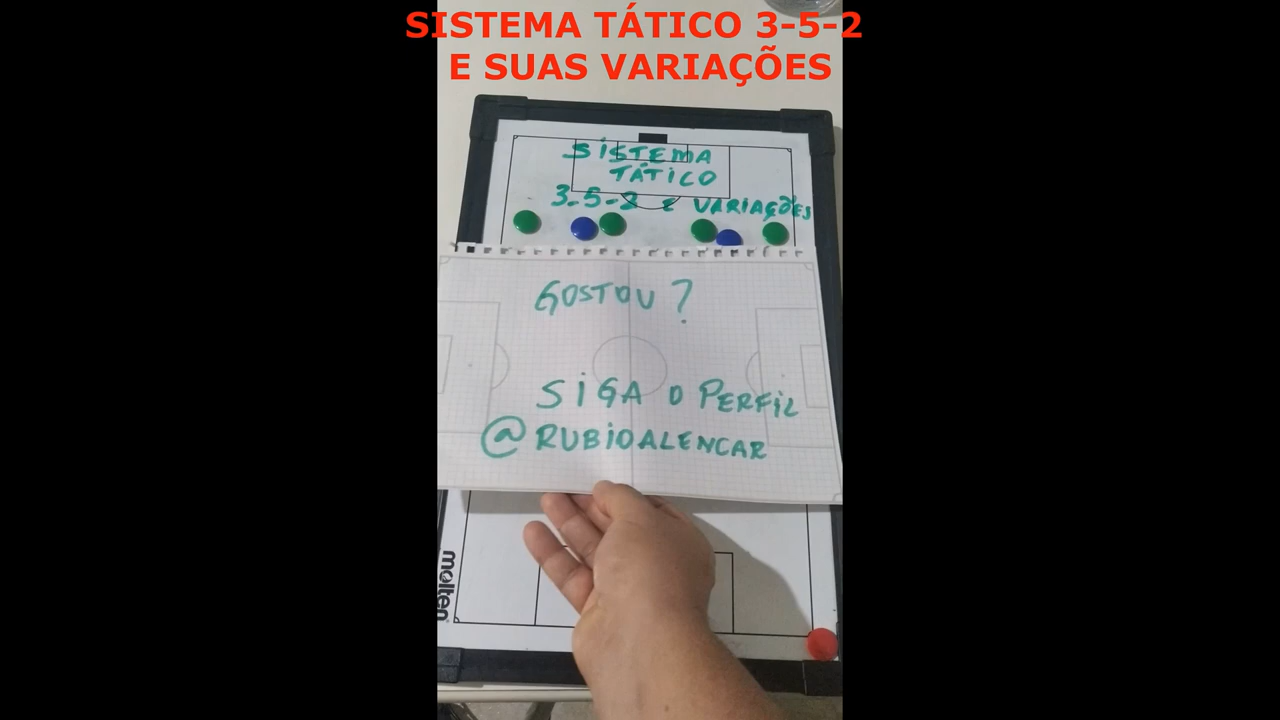 SISTEMA TÁTICO 3-5-2
E SUAS VARIAÇÕES
SISTEMA
TÁTICO
3-5-2 E VARIAÇÕES
GOSTOU?
SIGA O PERFIL
@RUBIOALENCAR
molten